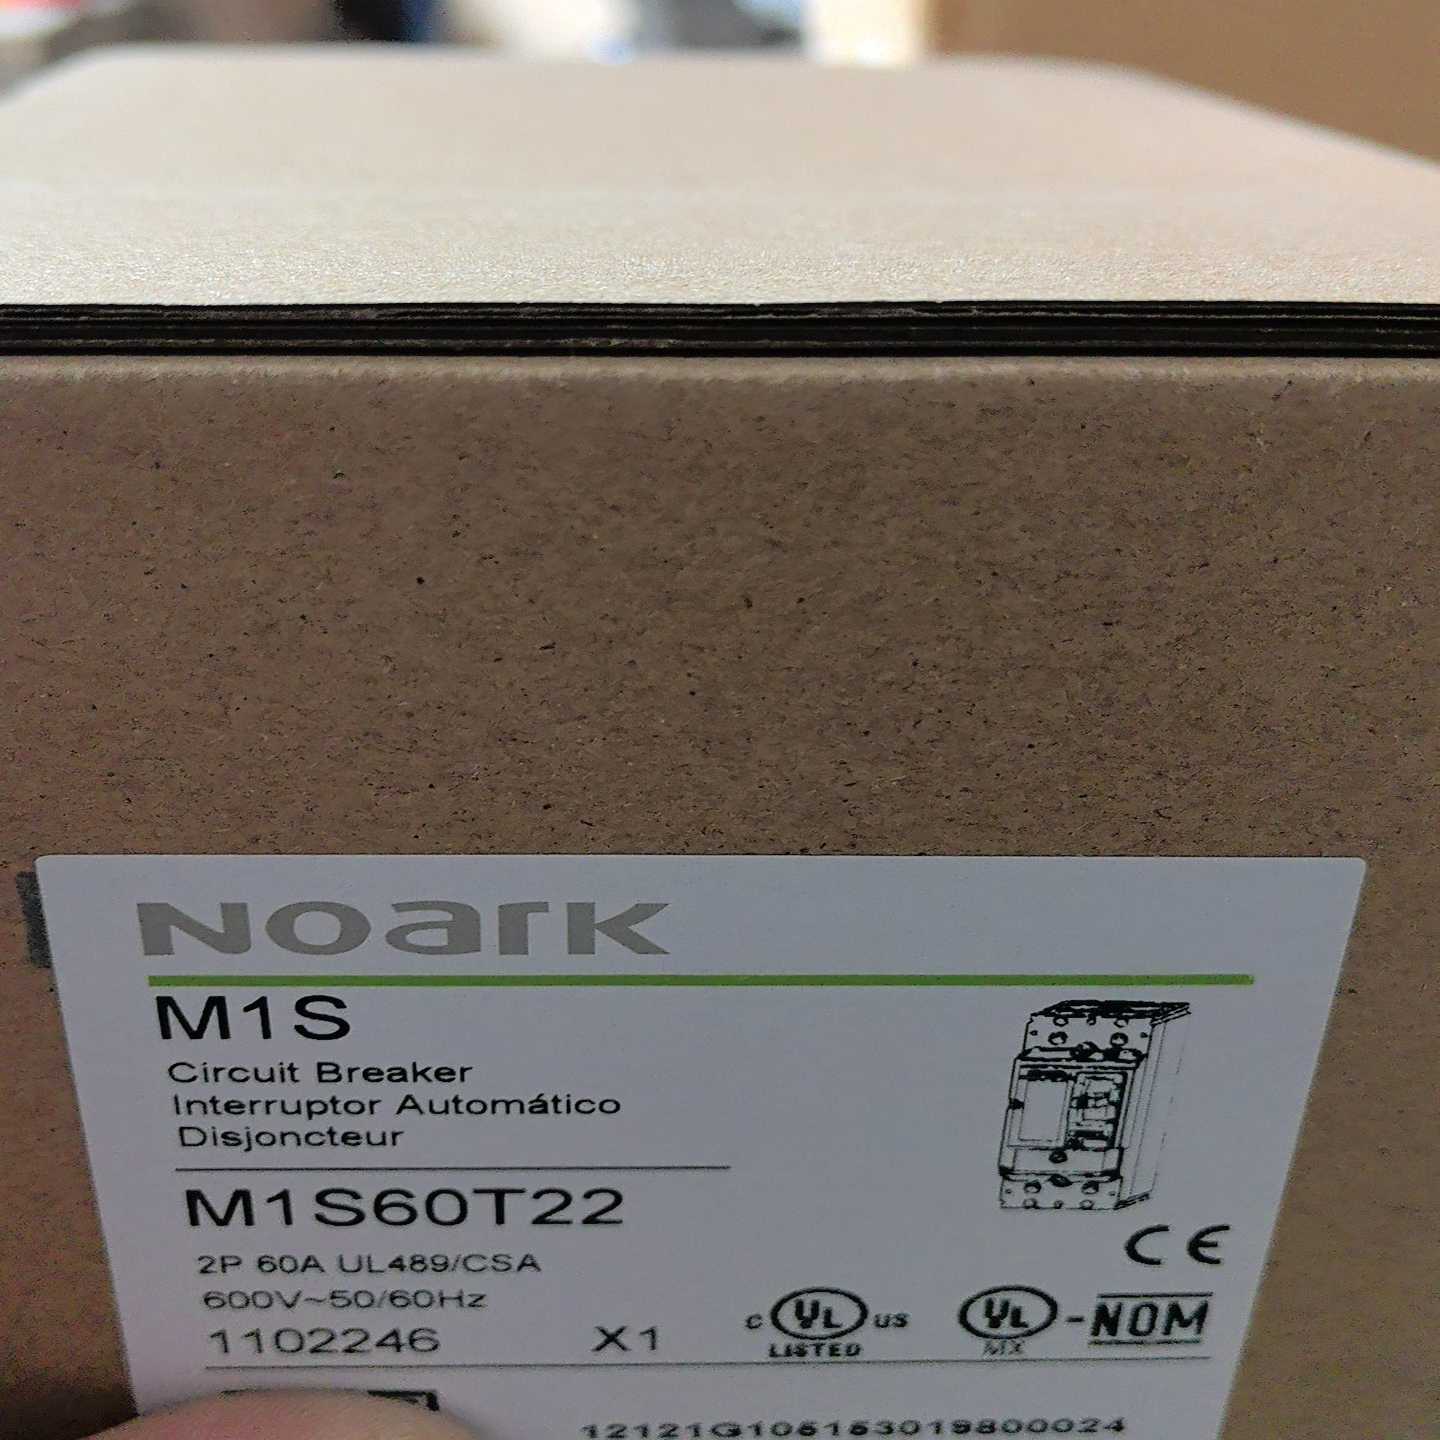 NOARK
M1S
Circuit Breaker
Interruptor Automático
Disjoncteur
M1S60T22
2P 60A UL489/CSA
600V~50/60Hz
1102246 X1
CE
C UL US
LISTED
UL
MX
-NOM
12121G105153019800024